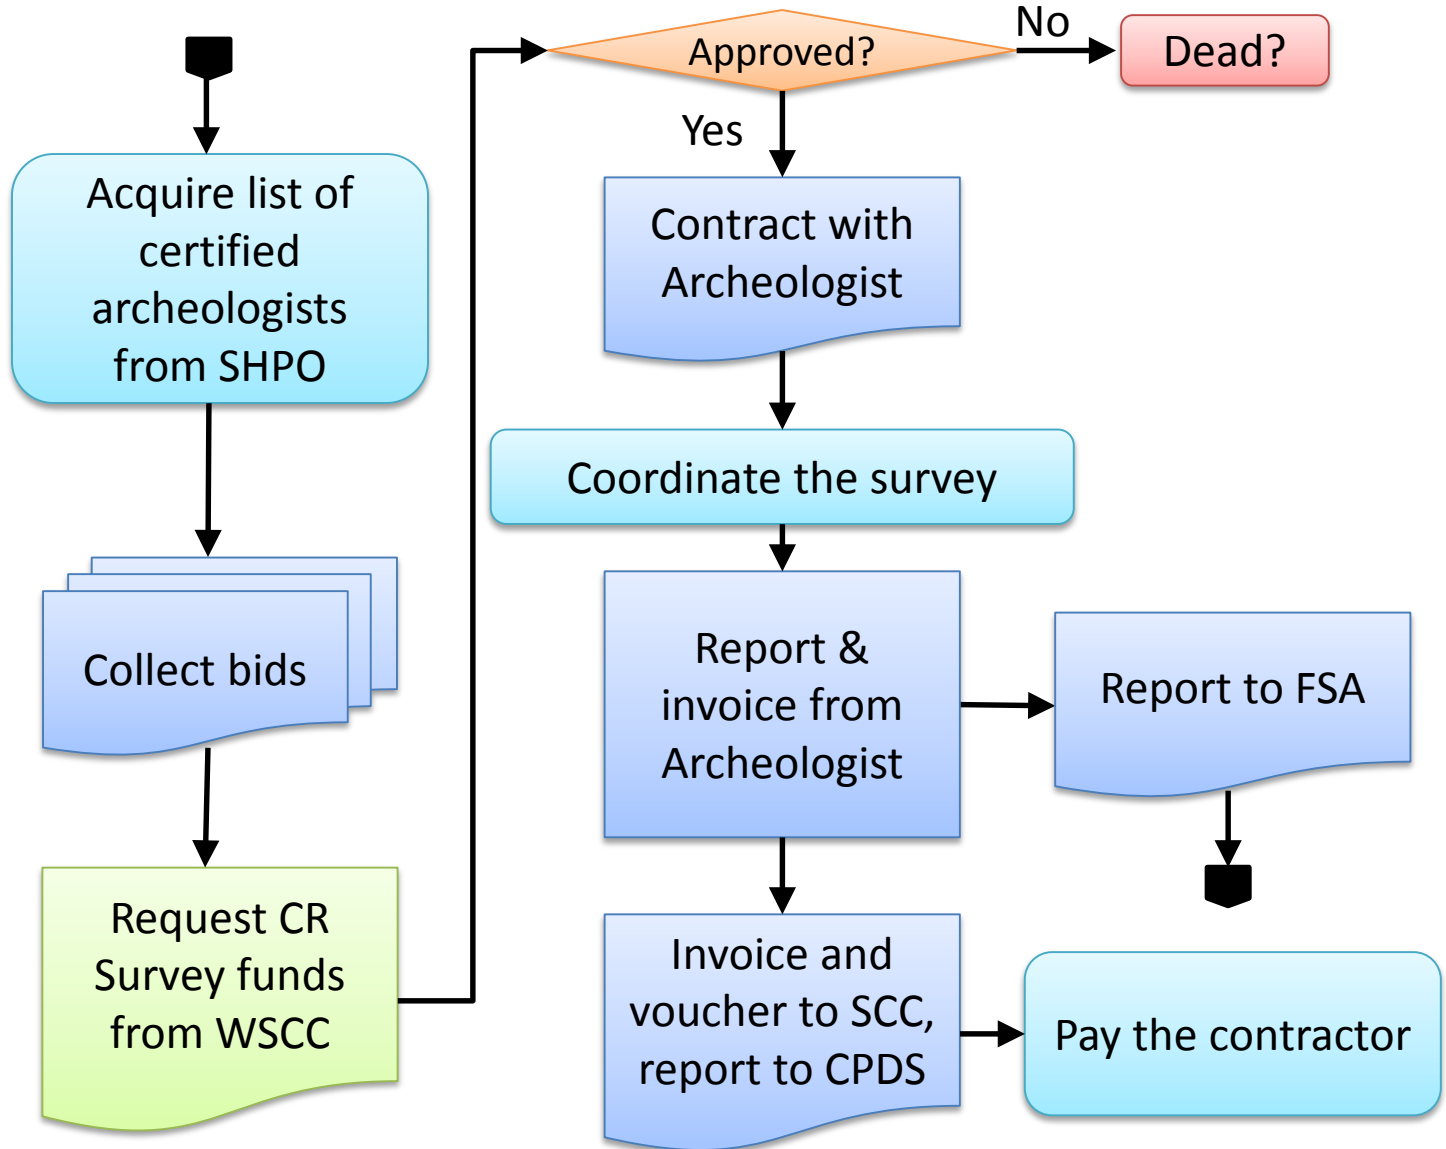 Acquire list of
certified
archeologists
from SHPO
Collect bids
Request CR
Survey funds
from WSCC
Approved?
No
Dead?
Yes
Contract with
Archeologist
Coordinate the survey
Report &
invoice from
Archeologist
Report to FSA
Invoice and
voucher to SCC,
report to CPDS
Pay the contractor